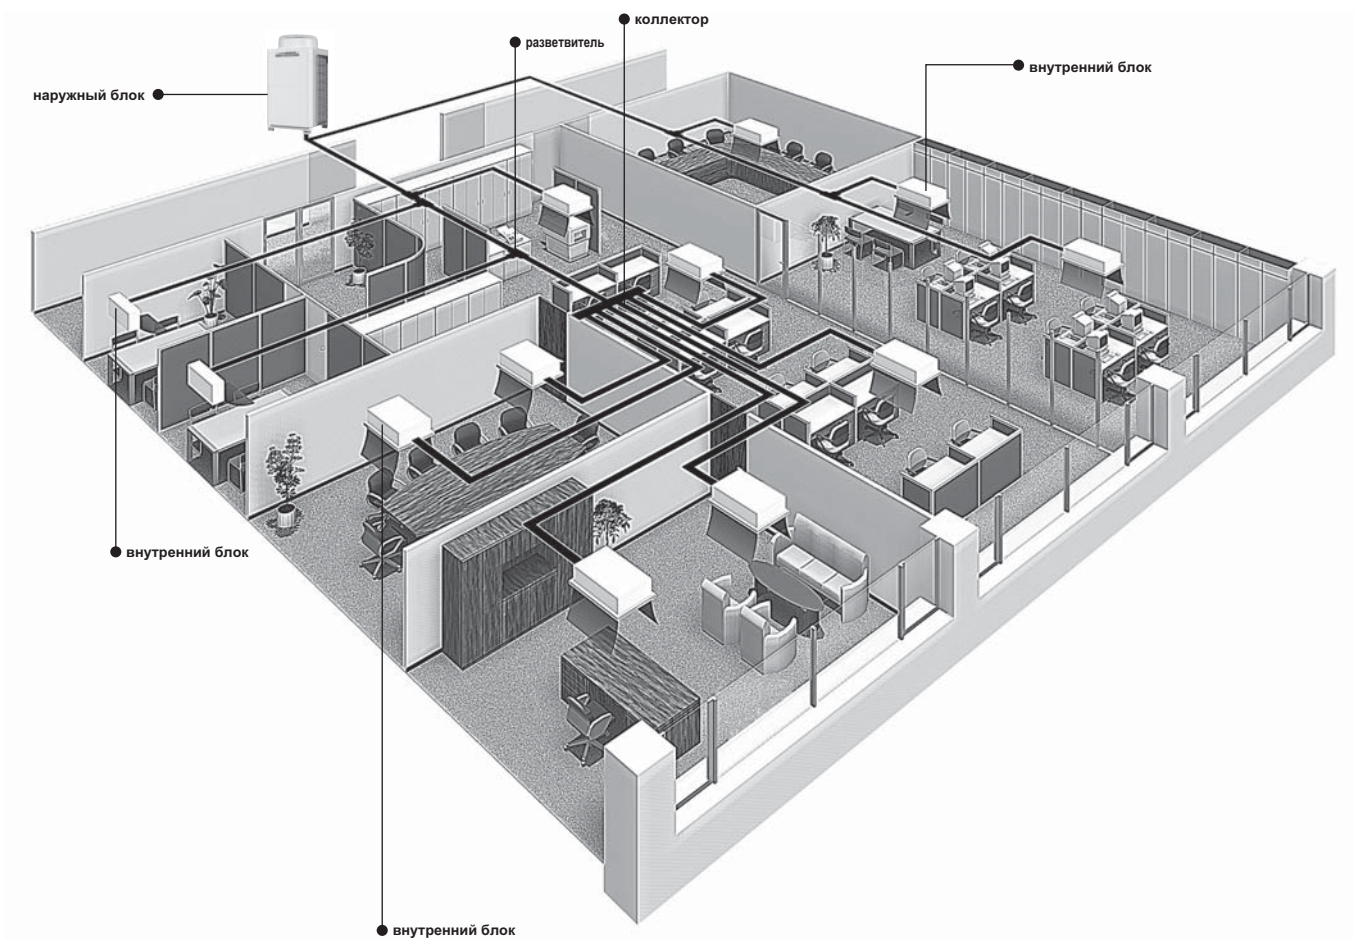 коллектор
разветвитель
внутренний блок
наружный блок
внутренний блок
внутренний блок